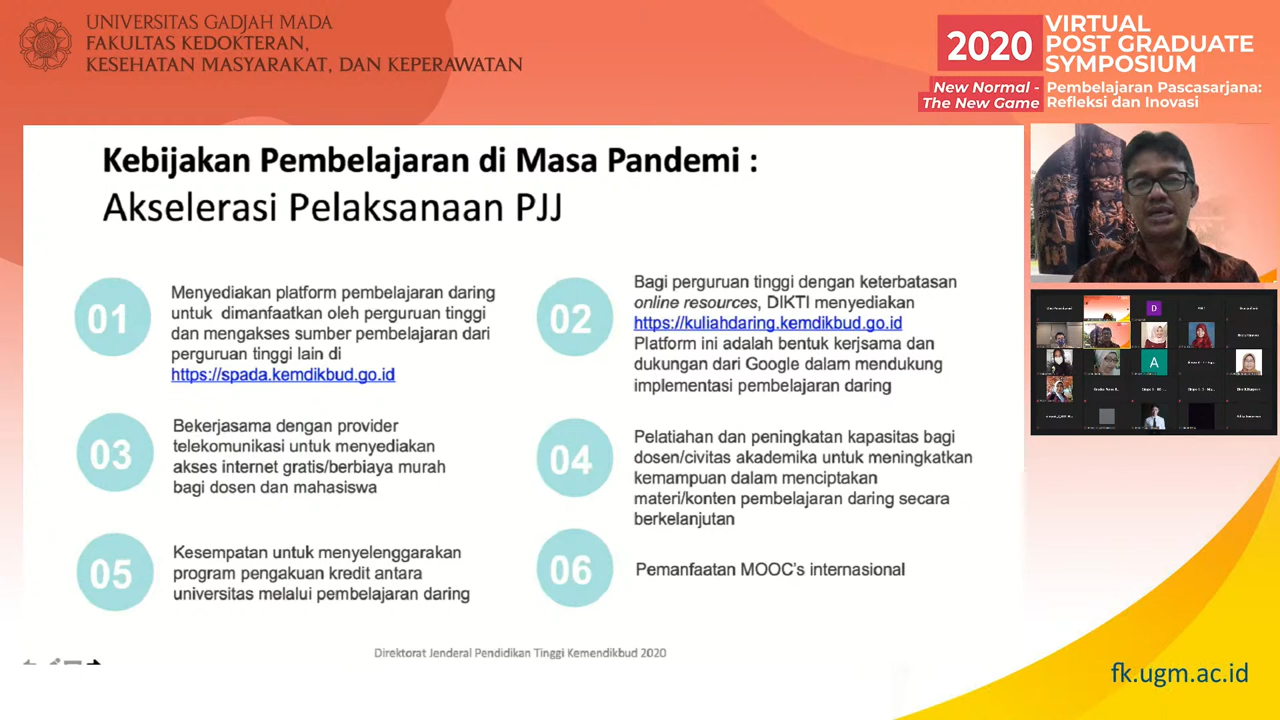 UNIVERSITAS GADJAH MADA
FAKULTAS KEDOKTERAN,
KESEHATAN MASYARAKAT, DAN KEPERAWATAN
2020
VIRTUAL
POST GRADUATE
SYMPOSIUM
New Normal -
The New Game
Pembelajaran Pascasarjana:
Refleksi dan Inovasi
Kebijakan Pembelajaran di Masa Pandemi :
Akselerasi Pelaksanaan PJJ
01
Menyediakan platform pembelajaran daring
untuk dimanfaatkan oleh perguruan tinggi
dan mengakses sumber pembelajaran dari
perguruan tinggi lain di
https://spada.kemdikbud.go.id
02
Bagi perguruan tinggi dengan keterbatasan
online resources, DIKTI menyediakan
https://kuliahdaring.kemdikbud.go.id
Platform ini adalah bentuk kerjsama dan
dukungan dari Google dalam mendukung
implementasi pembelajaran daring
03
Bekerjasama dengan provider
telekomunikasi untuk menyediakan
akses internet gratis/berbiaya murah
bagi dosen dan mahasiswa
04
Pelatiahan dan peningkatan kapasitas bagi
dosen/civitas akademika untuk meningkatkan
kemampuan dalam menciptakan
materi/konten pembelajaran daring secara
berkelanjutan
05
Kesempatan untuk menyelenggarakan
program pengakuan kredit antara
universitas melalui pembelajaran daring
06
Pemanfaatan MOOC's internasional
Direktorat Jenderal Pendidikan Tinggi Kemendikbud 2020
D
A
fk.ugm.ac.id